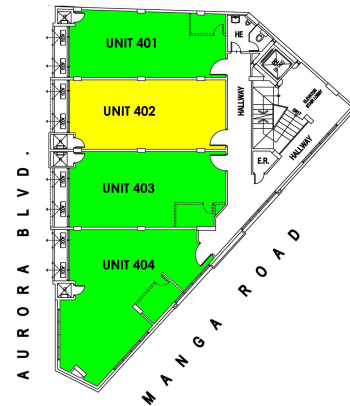 UNIT 401
HE
UNIT 402
HALLWAY
E.R.
HALLWAY
UNIT 403
UNIT 404
AURORA BLVD.
MANGA ROAD